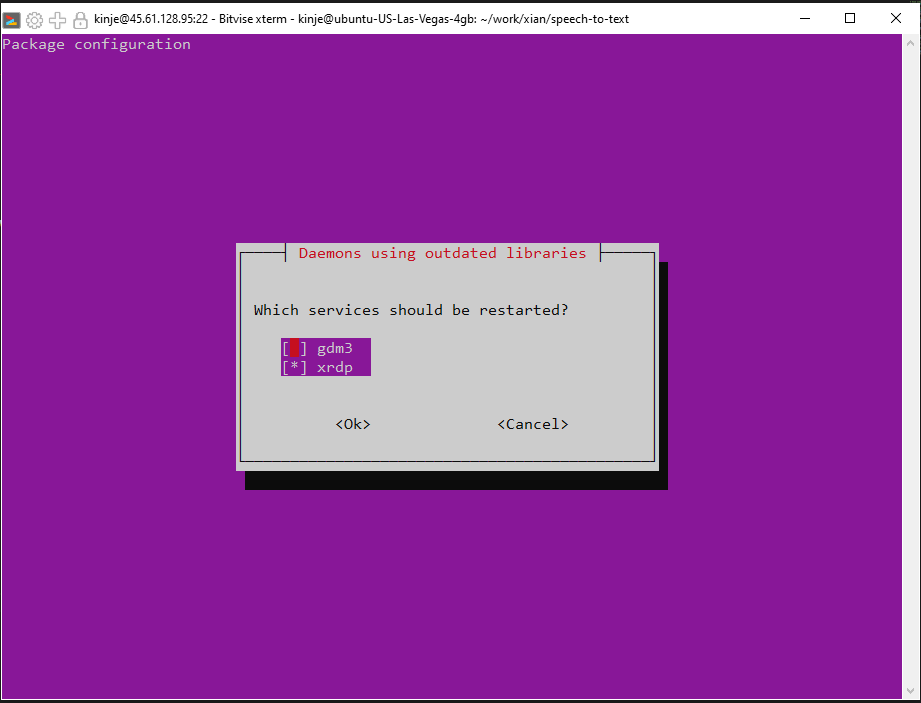 kinje@45.61.128.95:22 - Bitvise xterm - kinje@ubuntu-US-Las-Vegas-4gb: ~/work/xian/speech-to-text
Package configuration
Daemons using outdated libraries
Which services should be restarted?
[ ] gdm3
[*] xrdp
<Ok> <Cancel>